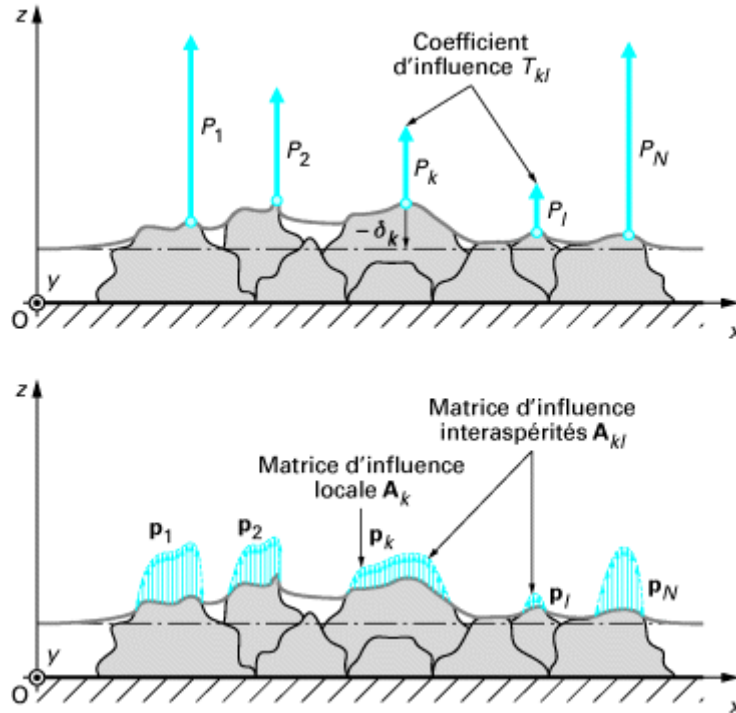 z
Coefficient
d'influence T_kl
P_1
P_2
P_k
P_l
P_N
–δ_k
y
O
x
z
Matrice d'influence
interaspérités A_kl
Matrice d'influence
locale A_k
p_1
p_2
p_k
p_l
p_N
y
O
x